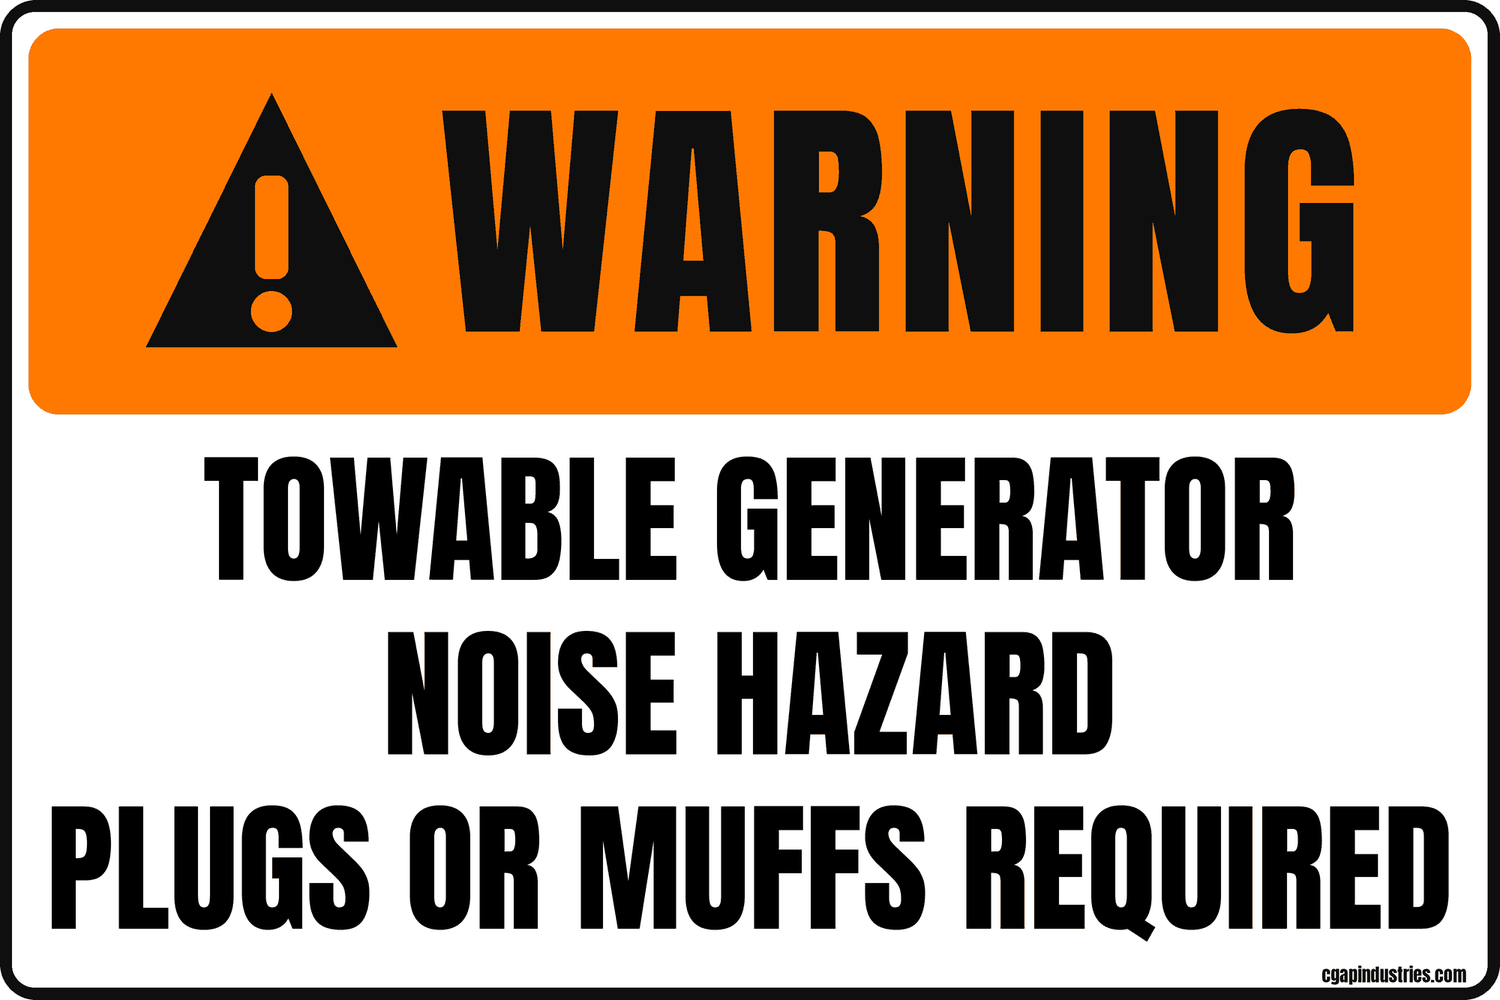 WARNING
TOWABLE GENERATOR
NOISE HAZARD
PLUGS OR MUFFS REQUIRED
cgapindustries.com